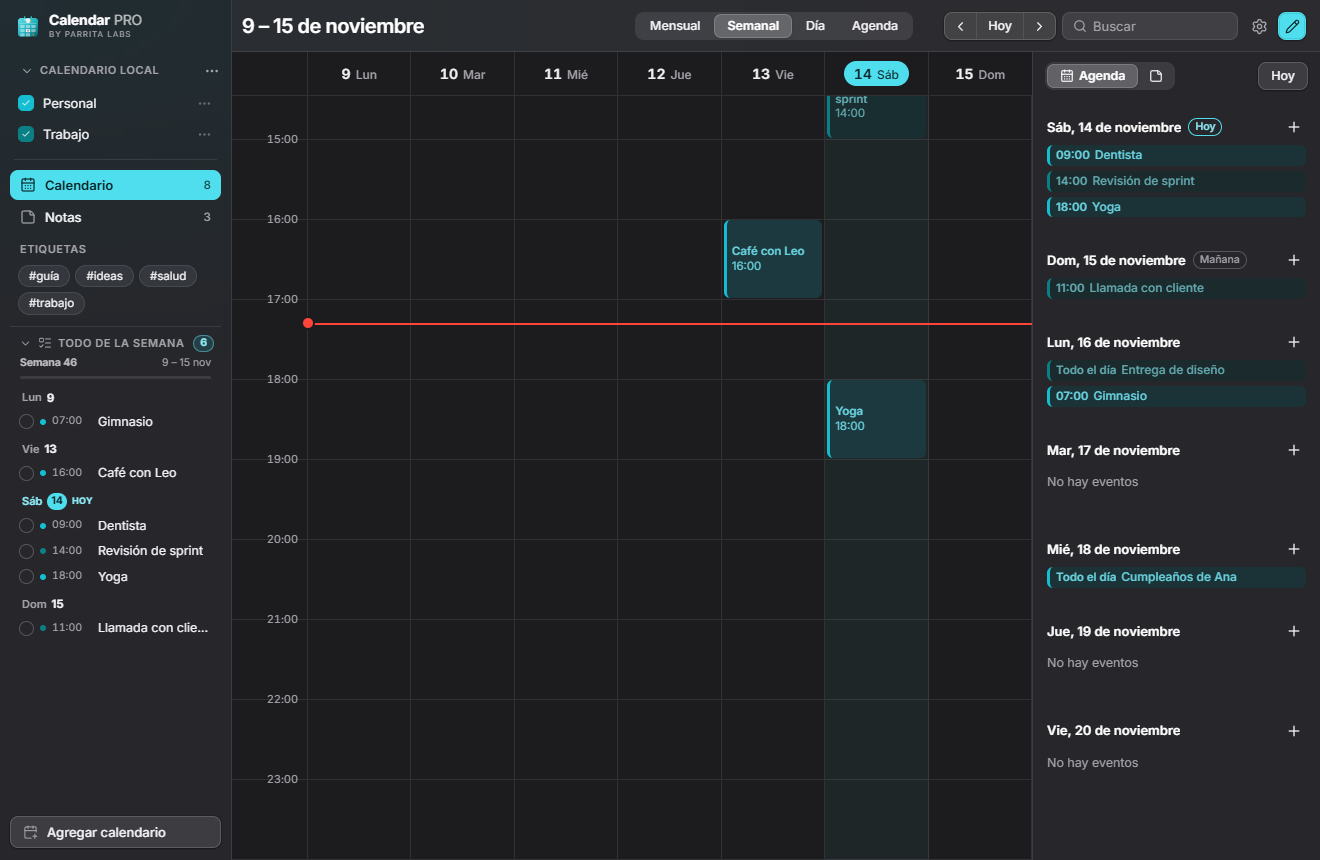 Calendar PRO
BY PARRITA LABS
CALENDARIO LOCAL
Personal
Trabajo
Calendario 8
Notas 3
ETIQUETAS
#guía #ideas #salud
#trabajo
TODO DE LA SEMANA 6
Semana 46 9 – 15 nov
Lun 9
07:00 Gimnasio
Vie 13
16:00 Café con Leo
Sáb 14 HOY
09:00 Dentista
14:00 Revisión de sprint
18:00 Yoga
Dom 15
11:00 Llamada con clie...
Agregar calendario
9 – 15 de noviembre
Mensual Semanal Día Agenda
Hoy
Buscar
9 Lun 10 Mar 11 Mié 12 Jue 13 Vie 14 Sáb 15 Dom
sprint
14:00
15:00
16:00
Café con Leo
16:00
17:00
18:00
Yoga
18:00
19:00
20:00
21:00
22:00
23:00
Agenda
Hoy
Sáb, 14 de noviembre Hoy
09:00 Dentista
14:00 Revisión de sprint
18:00 Yoga
Dom, 15 de noviembre Mañana
11:00 Llamada con cliente
Lun, 16 de noviembre
Todo el día Entrega de diseño
07:00 Gimnasio
Mar, 17 de noviembre
No hay eventos
Mié, 18 de noviembre
Todo el día Cumpleaños de Ana
Jue, 19 de noviembre
No hay eventos
Vie, 20 de noviembre
No hay eventos